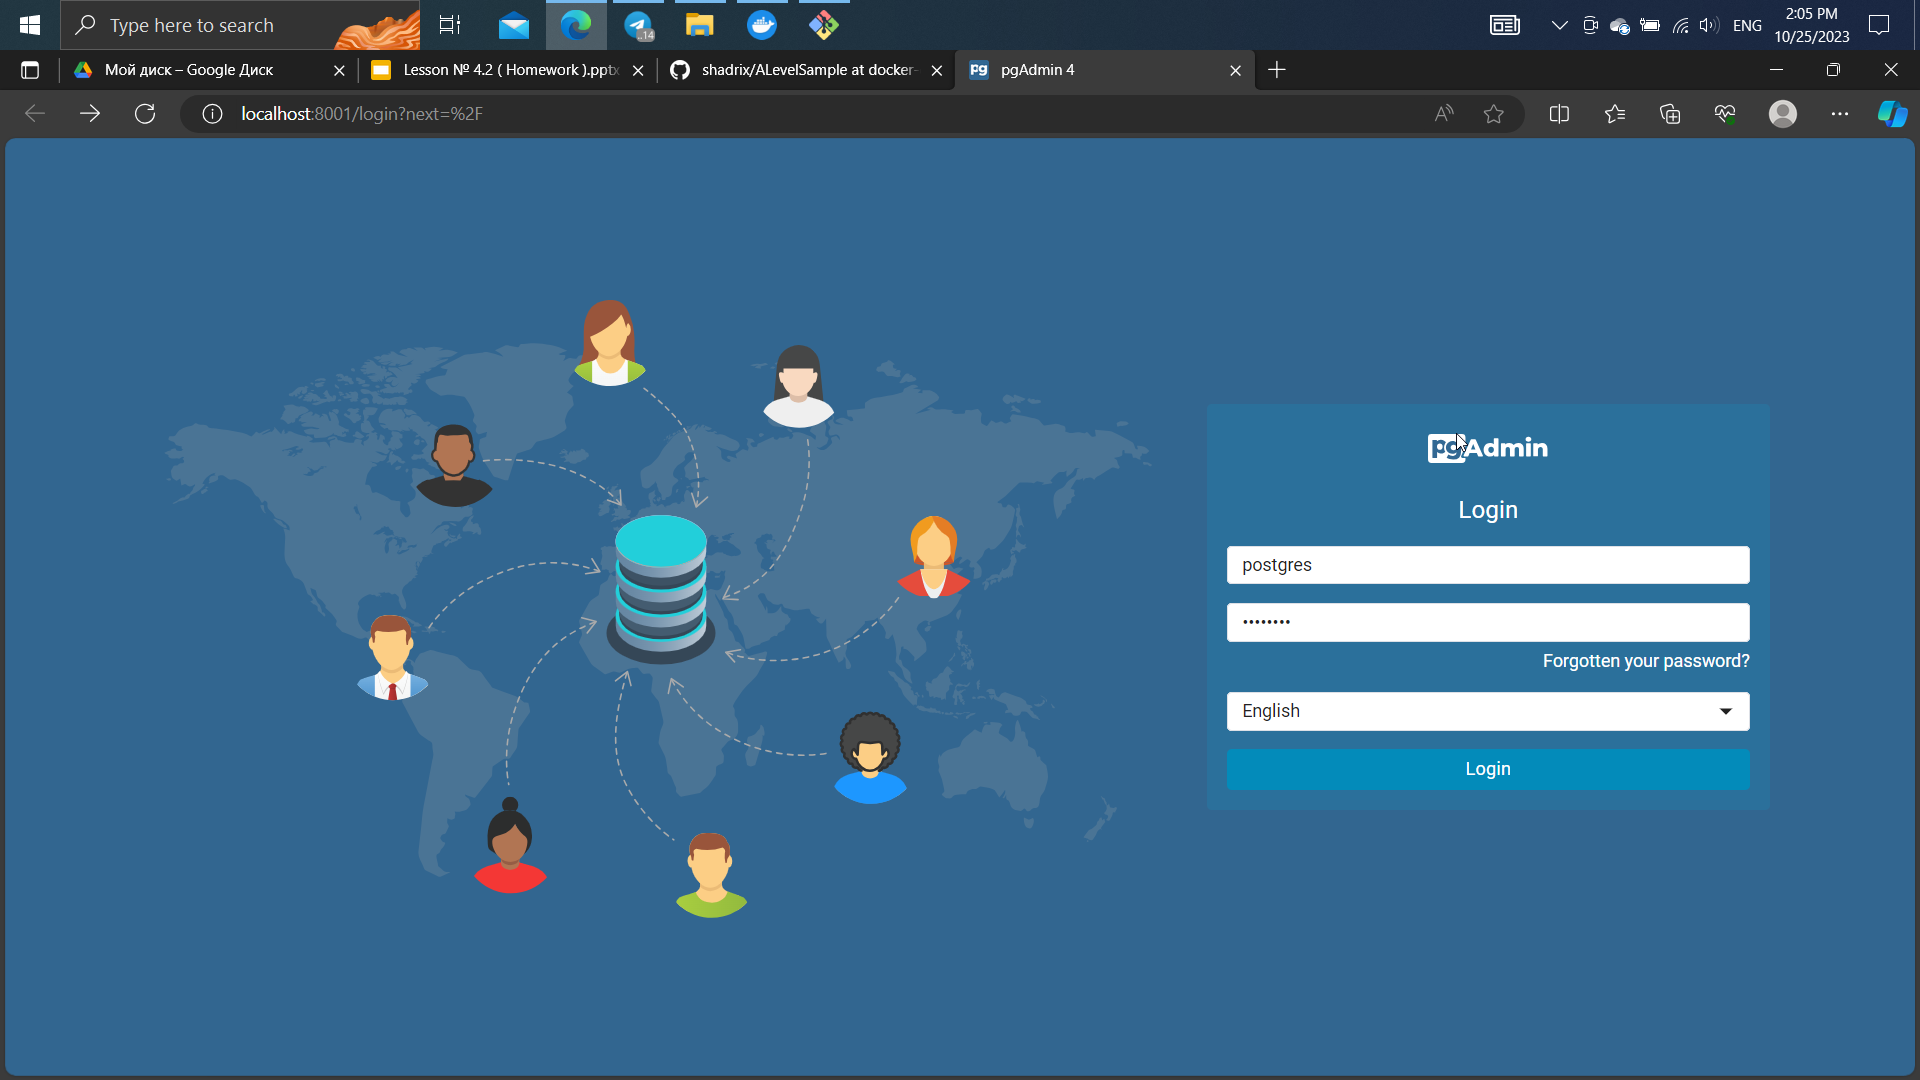 Type here to search
14
ENG
2:05 PM
10/25/2023
Мой диск – Google Диск
Lesson № 4.2 ( Homework ).pptx
shadrix/ALevelSample at docker-
pg
pgAdmin 4
localhost:8001/login?next=%2F
pgAdmin
Login
postgres
••••••••
Forgotten your password?
English
Login